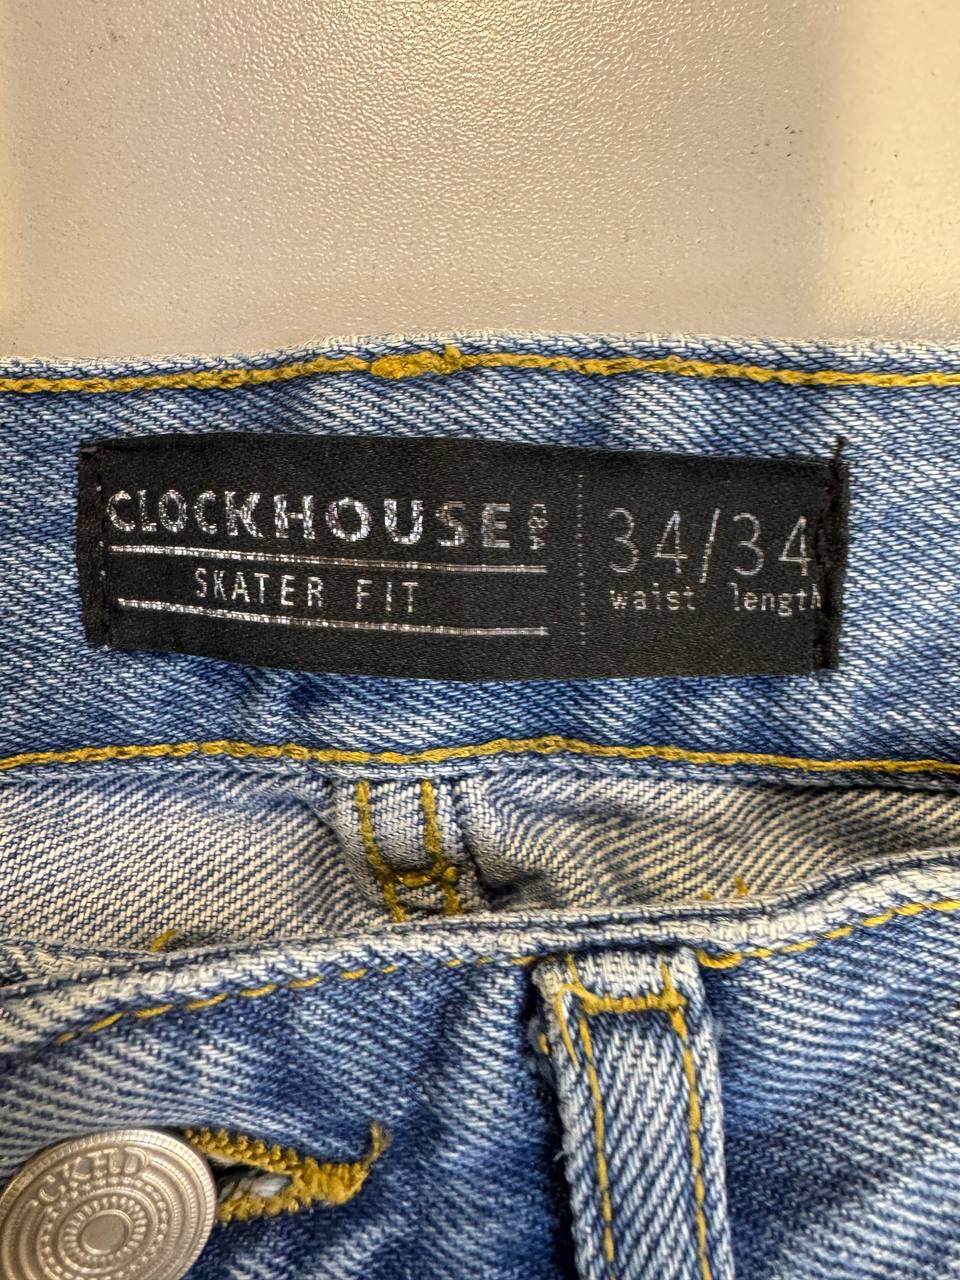 CLOCKHOUSE
SKATER FIT
34/34
waist length